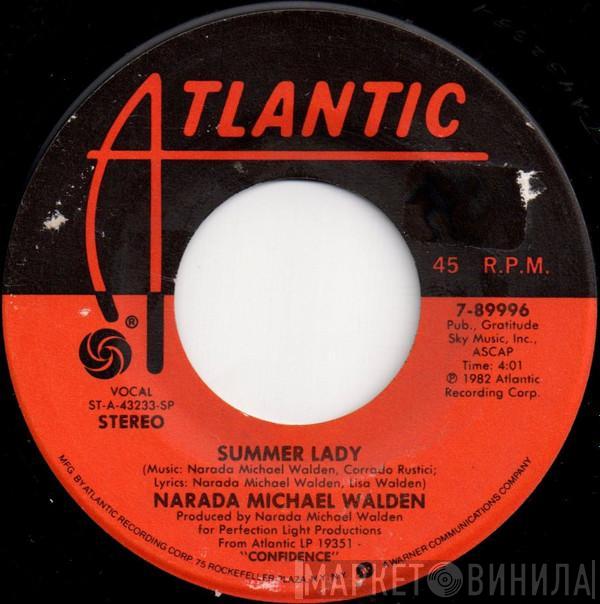 ATLANTIC
45 R.P.M.
7-89996
Pub., Gratitude
Sky Music, Inc.,
ASCAP
Time: 4:01
℗ 1982 Atlantic
Recording Corp.
®
VOCAL
ST-A-43233-SP
STEREO
SUMMER LADY
(Music: Narada Michael Walden, Corrado Rustici;
Lyrics: Narada Michael Walden, Lisa Walden)
NARADA MICHAEL WALDEN
Produced by Narada Michael Walden
for Perfection Light Productions
From Atlantic LP 19351 -
"CONFIDENCE"
MFG. BY ATLANTIC RECORDING CORP. 75 ROCKEFELLER PLAZA, N.Y., N.Y. A WARNER COMMUNICATIONS COMPANY
МАРКЕТ ВИНИЛА